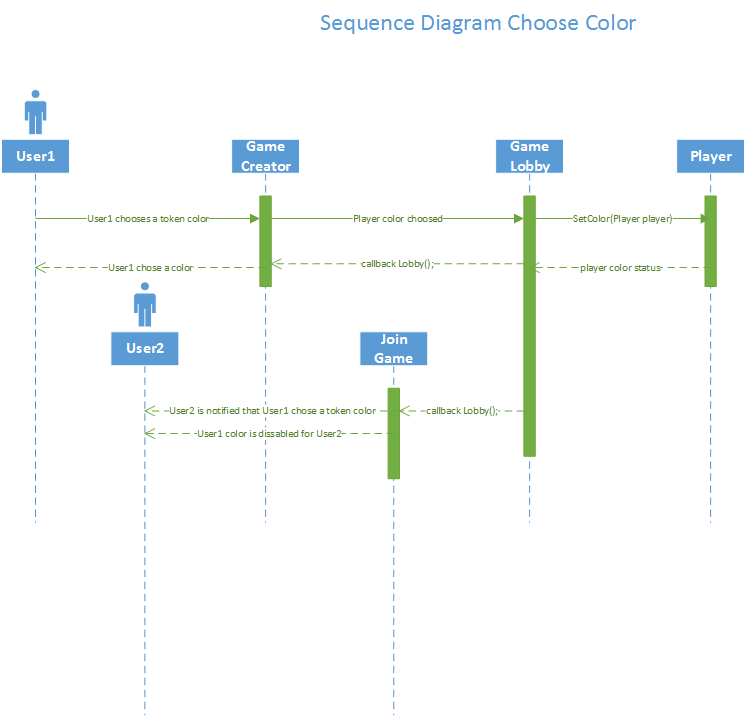 Sequence Diagram Choose Color
User1
Game
Creator
Game
Lobby
Player
User1 chooses a token color
Player color choosed
SetColor(Player player)
User1 chose a color
callback Lobby();
player color status
User2
Join
Game
User2 is notified that User1 chose a token color
callback Lobby();
User1 color is dissabled for User2